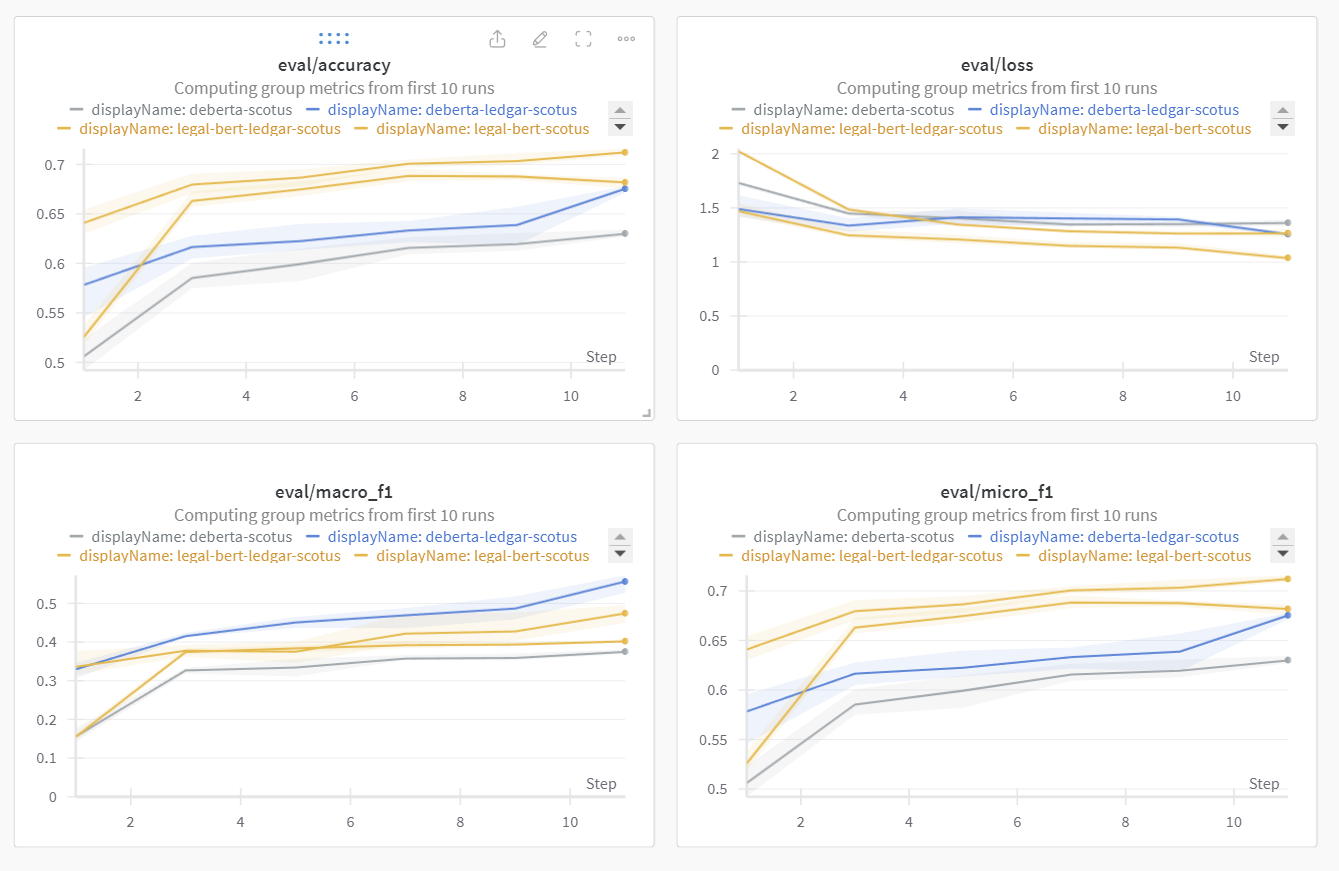 eval/accuracy
Computing group metrics from first 10 runs
displayName: deberta-scotus displayName: deberta-ledgar-scotus
displayName: legal-bert-ledgar-scotus displayName: legal-bert-scotus
0.7
0.65
0.6
0.55
0.5
Step
2 4 6 8 10
eval/loss
Computing group metrics from first 10 runs
displayName: deberta-scotus displayName: deberta-ledgar-scotus
displayName: legal-bert-ledgar-scotus displayName: legal-bert-scotus
2
1.5
1
0.5
0
Step
2 4 6 8 10
eval/macro_f1
Computing group metrics from first 10 runs
displayName: deberta-scotus displayName: deberta-ledgar-scotus
displayName: legal-bert-ledgar-scotus displayName: legal-bert-scotus
0.5
0.4
0.3
0.2
0.1
0
Step
2 4 6 8 10
eval/micro_f1
Computing group metrics from first 10 runs
displayName: deberta-scotus displayName: deberta-ledgar-scotus
displayName: legal-bert-ledgar-scotus displayName: legal-bert-scotus
0.7
0.65
0.6
0.55
0.5
Step
2 4 6 8 10